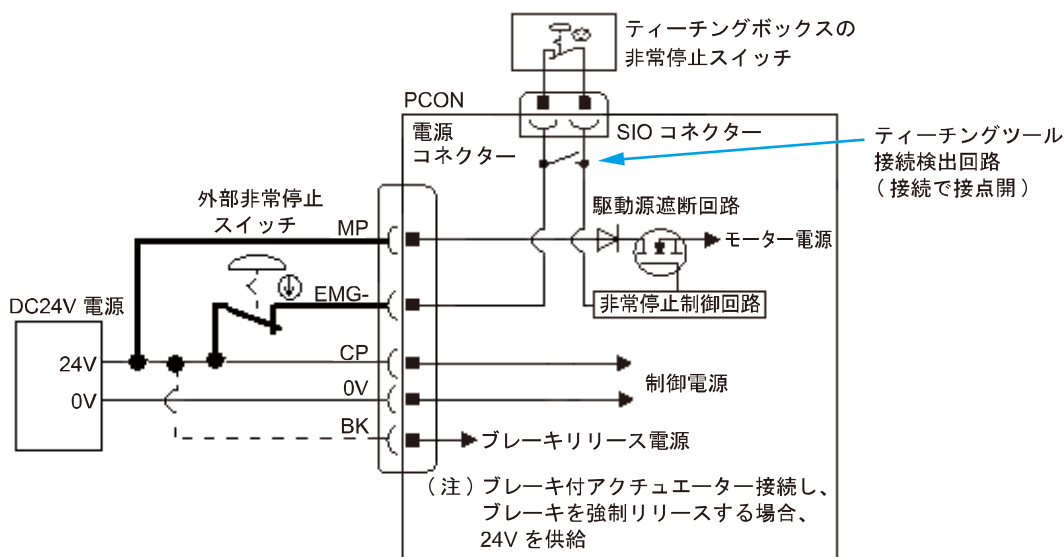 ティーチングボックスの
非常停止スイッチ
PCON
電源
コネクター
SIO コネクター
ティーチングツール
接続検出回路
(接続で接点開)
外部非常停止
スイッチ
MP
駆動源遮断回路
モーター電源
EMG-
非常停止制御回路
DC24V 電源
24V
CP
制御電源
0V
0V
BK
ブレーキリリース電源
(注)ブレーキ付アクチュエーター接続し、
ブレーキを強制リリースする場合、
24V を供給